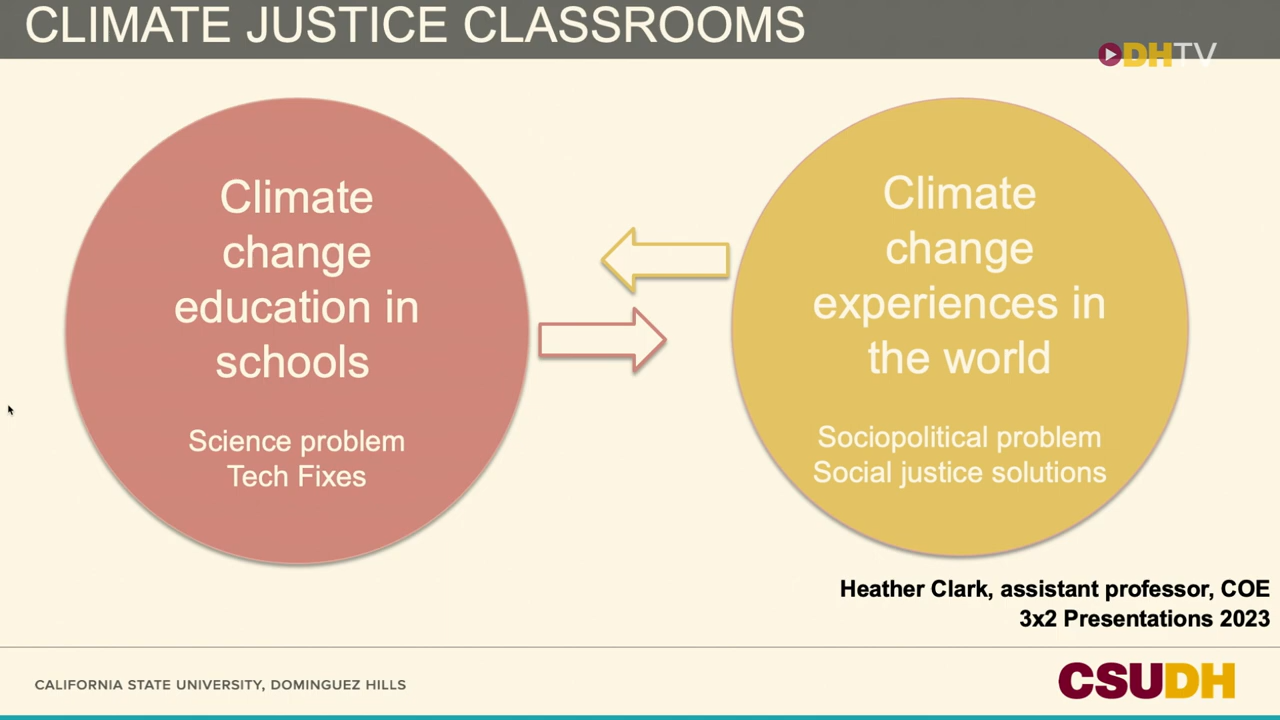 CLIMATE JUSTICE CLASSROOMS
DHTV
Climate
change
education in
schools
Science problem
Tech Fixes
Climate
change
experiences in
the world
Sociopolitical problem
Social justice solutions
Heather Clark, assistant professor, COE
3x2 Presentations 2023
CALIFORNIA STATE UNIVERSITY, DOMINGUEZ HILLS
CSUDH